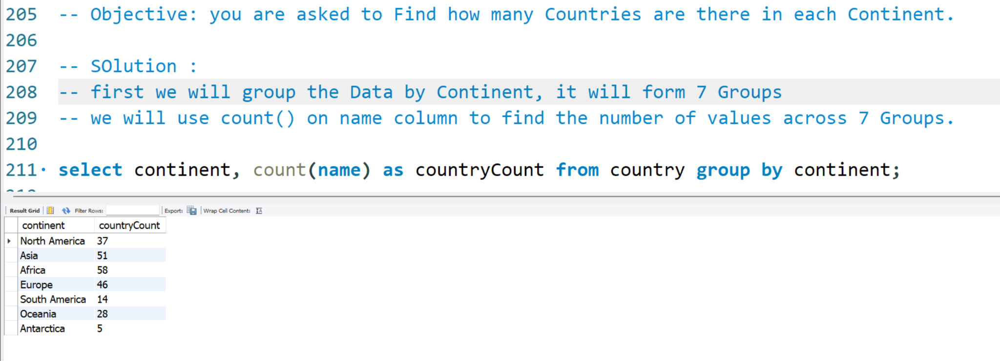 205 -- Objective: you are asked to Find how many Countries are there in each Continent.
206
207 -- SOlution :
208 -- first we will group the Data by Continent, it will form 7 Groups
209 -- we will use count() on name column to find the number of values across 7 Groups.
210
211 select continent, count(name) as countryCount from country group by continent;
Result Grid Filter Rows: Export: Wrap Cell Content:
continent countryCount
North America 37
Asia 51
Africa 58
Europe 46
South America 14
Oceania 28
Antarctica 5